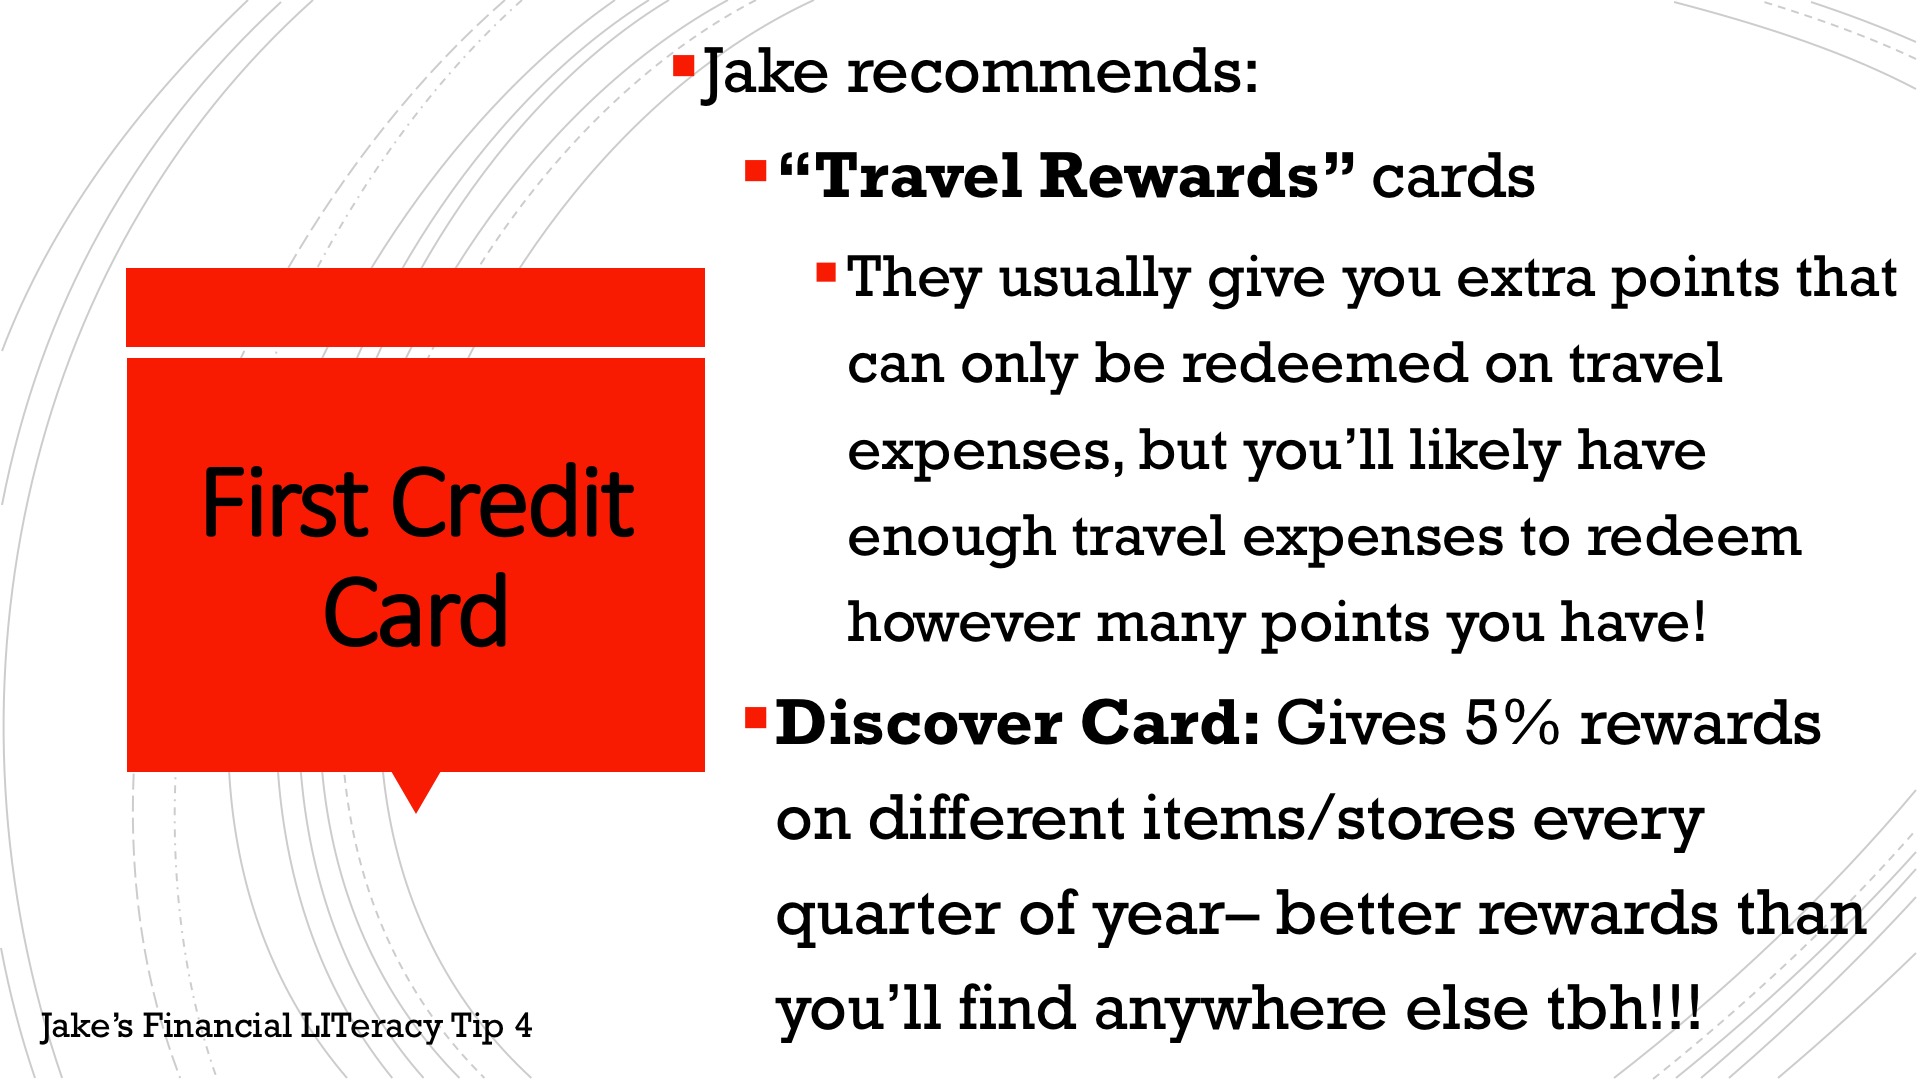 Jake recommends:
“Travel Rewards” cards
They usually give you extra points that
can only be redeemed on travel
expenses, but you’ll likely have
enough travel expenses to redeem
however many points you have!
Discover Card: Gives 5% rewards
on different items/stores every
quarter of year– better rewards than
you’ll find anywhere else tbh!!!
First Credit
Card
Jake’s Financial LITeracy Tip 4